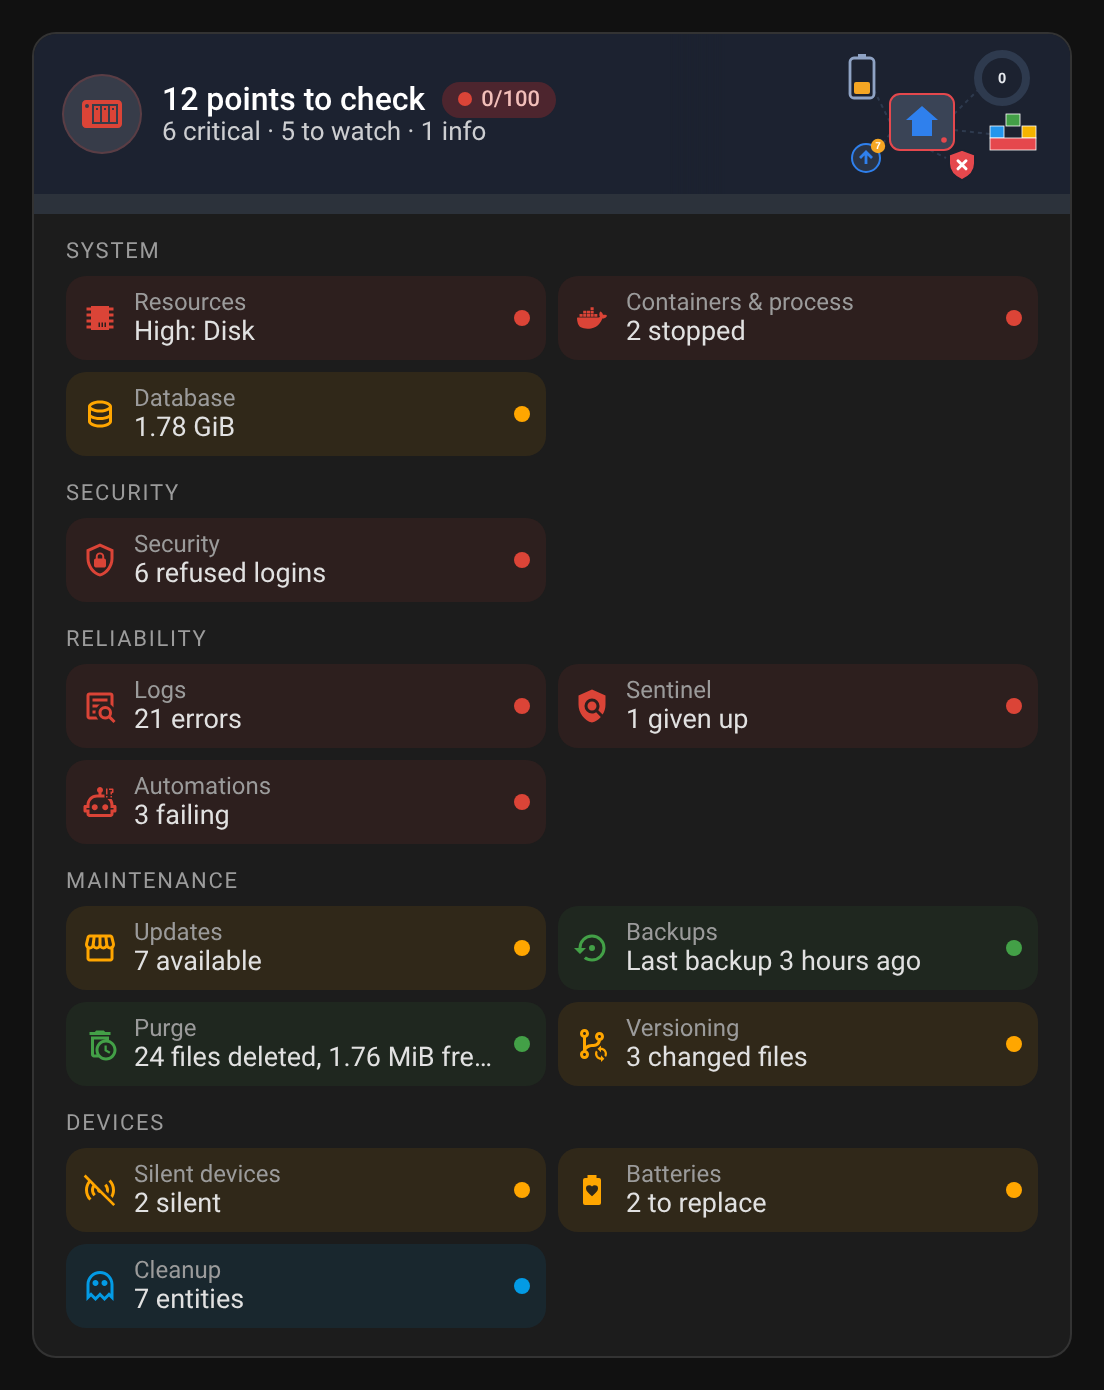 12 points to check
0/100
6 critical · 5 to watch · 1 info
0
7
SYSTEM
Resources
High: Disk
Containers & process
2 stopped
Database
1.78 GiB
SECURITY
Security
6 refused logins
RELIABILITY
Logs
21 errors
Sentinel
1 given up
Automations
3 failing
MAINTENANCE
Updates
7 available
Backups
Last backup 3 hours ago
Purge
24 files deleted, 1.76 MiB fre...
Versioning
3 changed files
DEVICES
Silent devices
2 silent
Batteries
2 to replace
Cleanup
7 entities